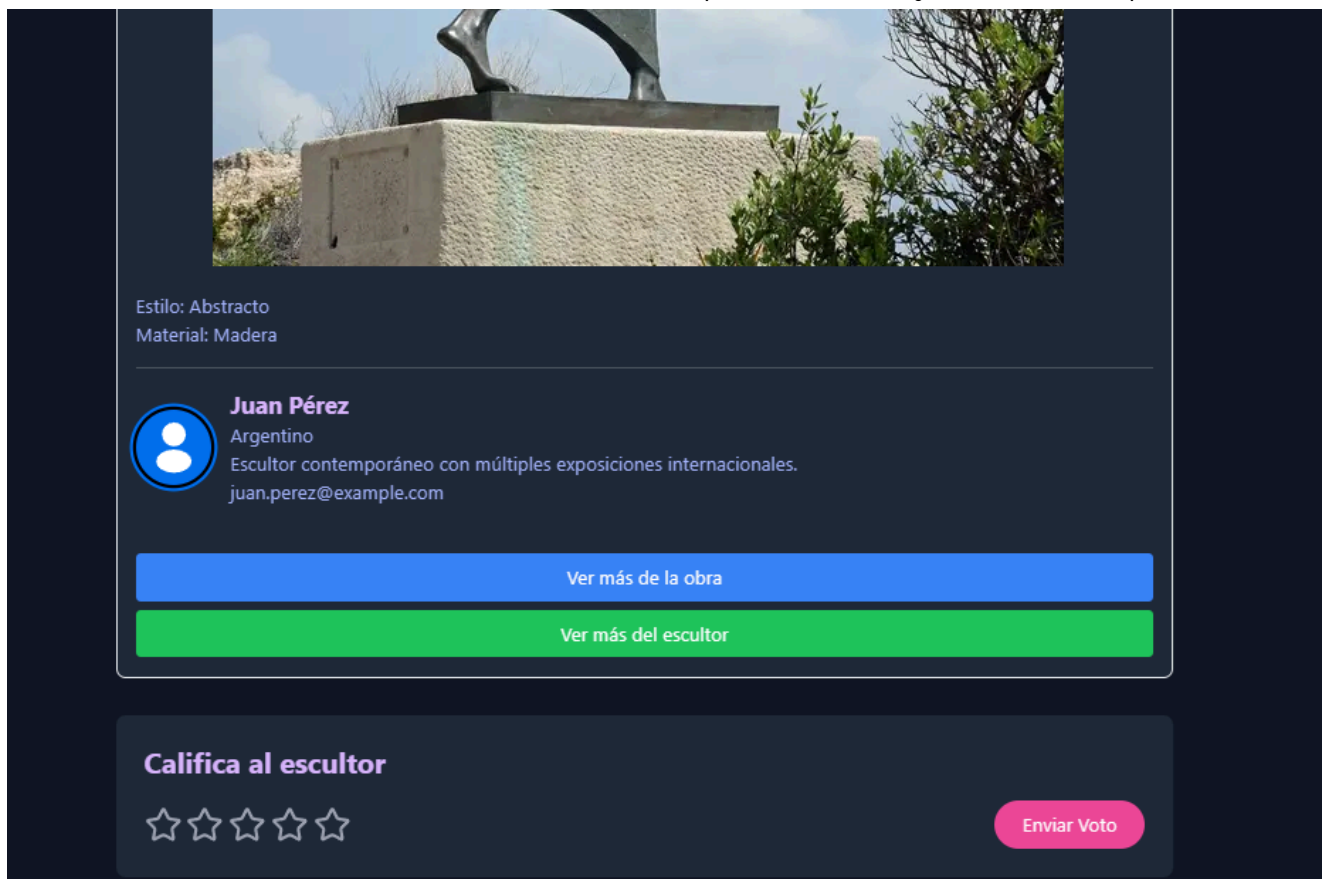 Estilo: Abstracto
Material: Madera
Juan Pérez
Argentino
Escultor contemporáneo con múltiples exposiciones internacionales.
juan.perez@example.com
Ver más de la obra
Ver más del escultor
Califica al escultor
Enviar Voto